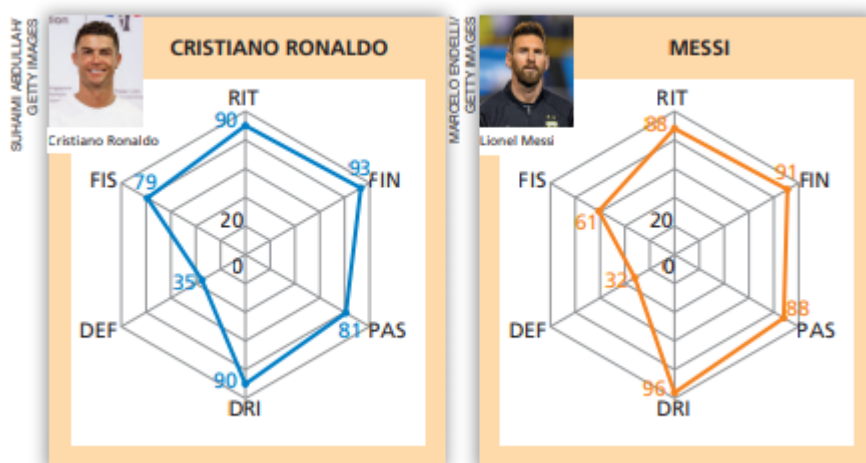 SUHAIMI ABDULLAH/
GETTY IMAGES
CRISTIANO RONALDO
Cristiano Ronaldo
RIT
90
93
FIN
FIS
79
20
0
35
DEF
81
PAS
90
DRI
MARCELO ENDELLI/
GETTY IMAGES
MESSI
Lionel Messi
RIT
88
91
FIN
FIS
61
20
0
32
DEF
88
PAS
96
DRI